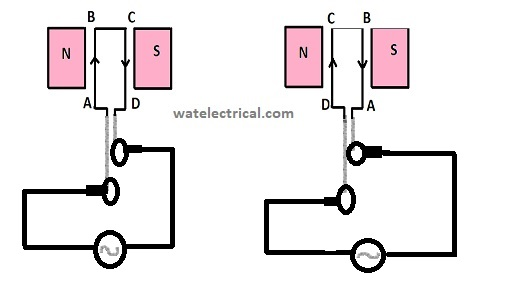 B C
N S
A D
C B
N S
D A
watelectrical.com